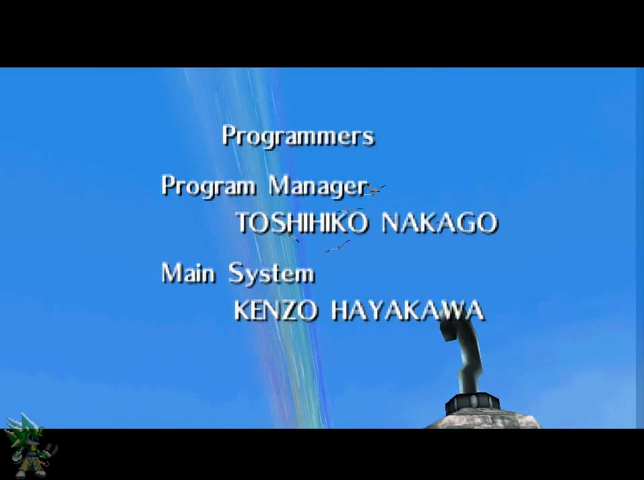 Programmers
Program Manager
TOSHIHIKO NAKAGO
Main System
KENZO HAYAKAWA